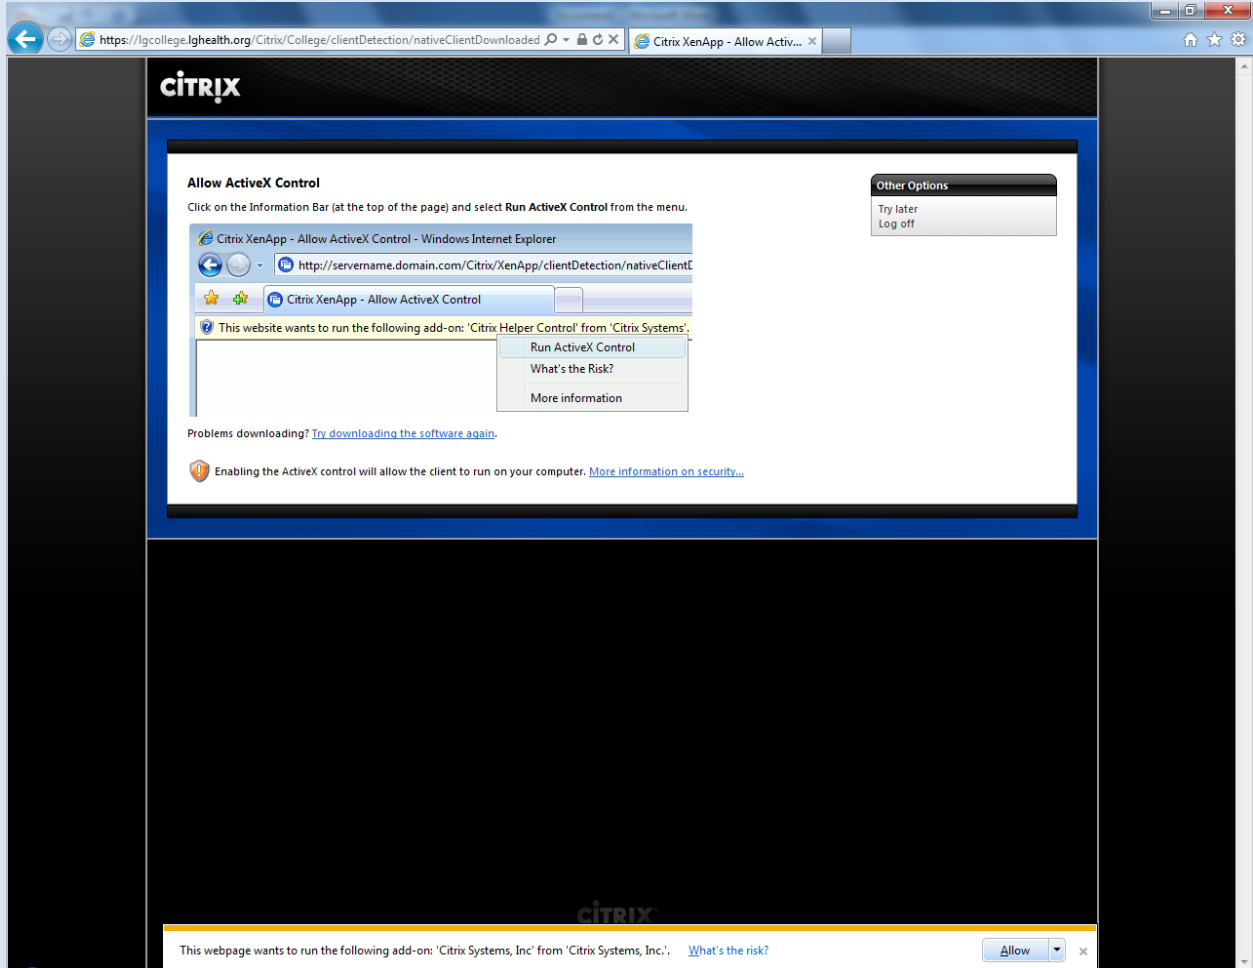 https://lgcollege.lghealth.org/Citrix/College/clientDetection/nativeClientDownloaded
Citrix XenApp - Allow Activ...
CITRIX
Allow ActiveX Control
Click on the Information Bar (at the top of the page) and select Run ActiveX Control from the menu.
Other Options
Try later
Log off
Citrix XenApp - Allow ActiveX Control - Windows Internet Explorer
http://servername.domain.com/Citrix/XenApp/clientDetection/nativeClient
Citrix XenApp - Allow ActiveX Control
This website wants to run the following add-on: 'Citrix Helper Control' from 'Citrix Systems'.
Run ActiveX Control
What's the Risk?
More information
Problems downloading? Try downloading the software again.
Enabling the ActiveX control will allow the client to run on your computer. More information on security...
CITRIX
This webpage wants to run the following add-on: 'Citrix Systems, Inc' from 'Citrix Systems, Inc.'. What's the risk?
Allow